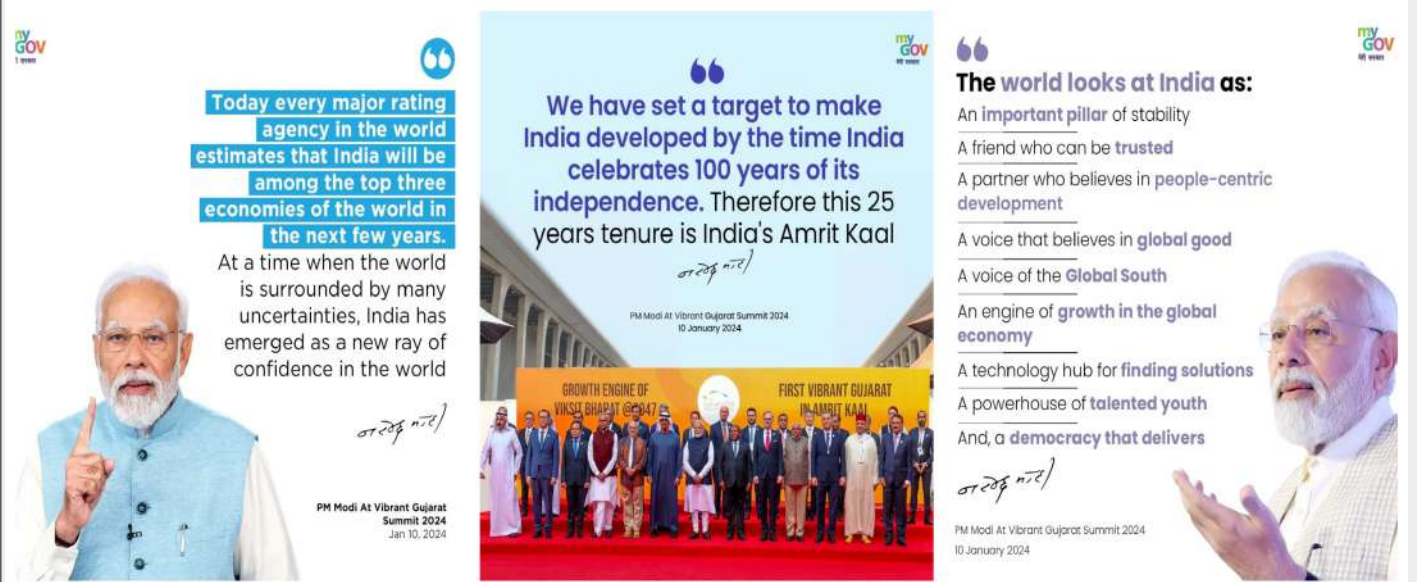 my
GOV
मेरी सरकार
Today every major rating
agency in the world
estimates that India will be
among the top three
economies of the world in
the next few years.
At a time when the world
is surrounded by many
uncertainties, India has
emerged as a new ray of
confidence in the world
PM Modi At Vibrant Gujarat
Summit 2024
Jan 10, 2024
my
GOV
मेरी सरकार
We have set a target to make
India developed by the time India
celebrates 100 years of its
independence. Therefore this 25
years tenure is India's Amrit Kaal
PM Modi At Vibrant Gujarat Summit 2024
10 January 2024
GROWTH ENGINE OF
VIKSIT BHARAT @2047
FIRST VIBRANT GUJARAT
IN AMRIT KAAL
my
GOV
मेरी सरकार
The world looks at India as:
An important pillar of stability
A friend who can be trusted
A partner who believes in people-centric
development
A voice that believes in global good
A voice of the Global South
An engine of growth in the global
economy
A technology hub for finding solutions
A powerhouse of talented youth
And, a democracy that delivers
PM Modi At Vibrant Gujarat Summit 2024
10 January 2024